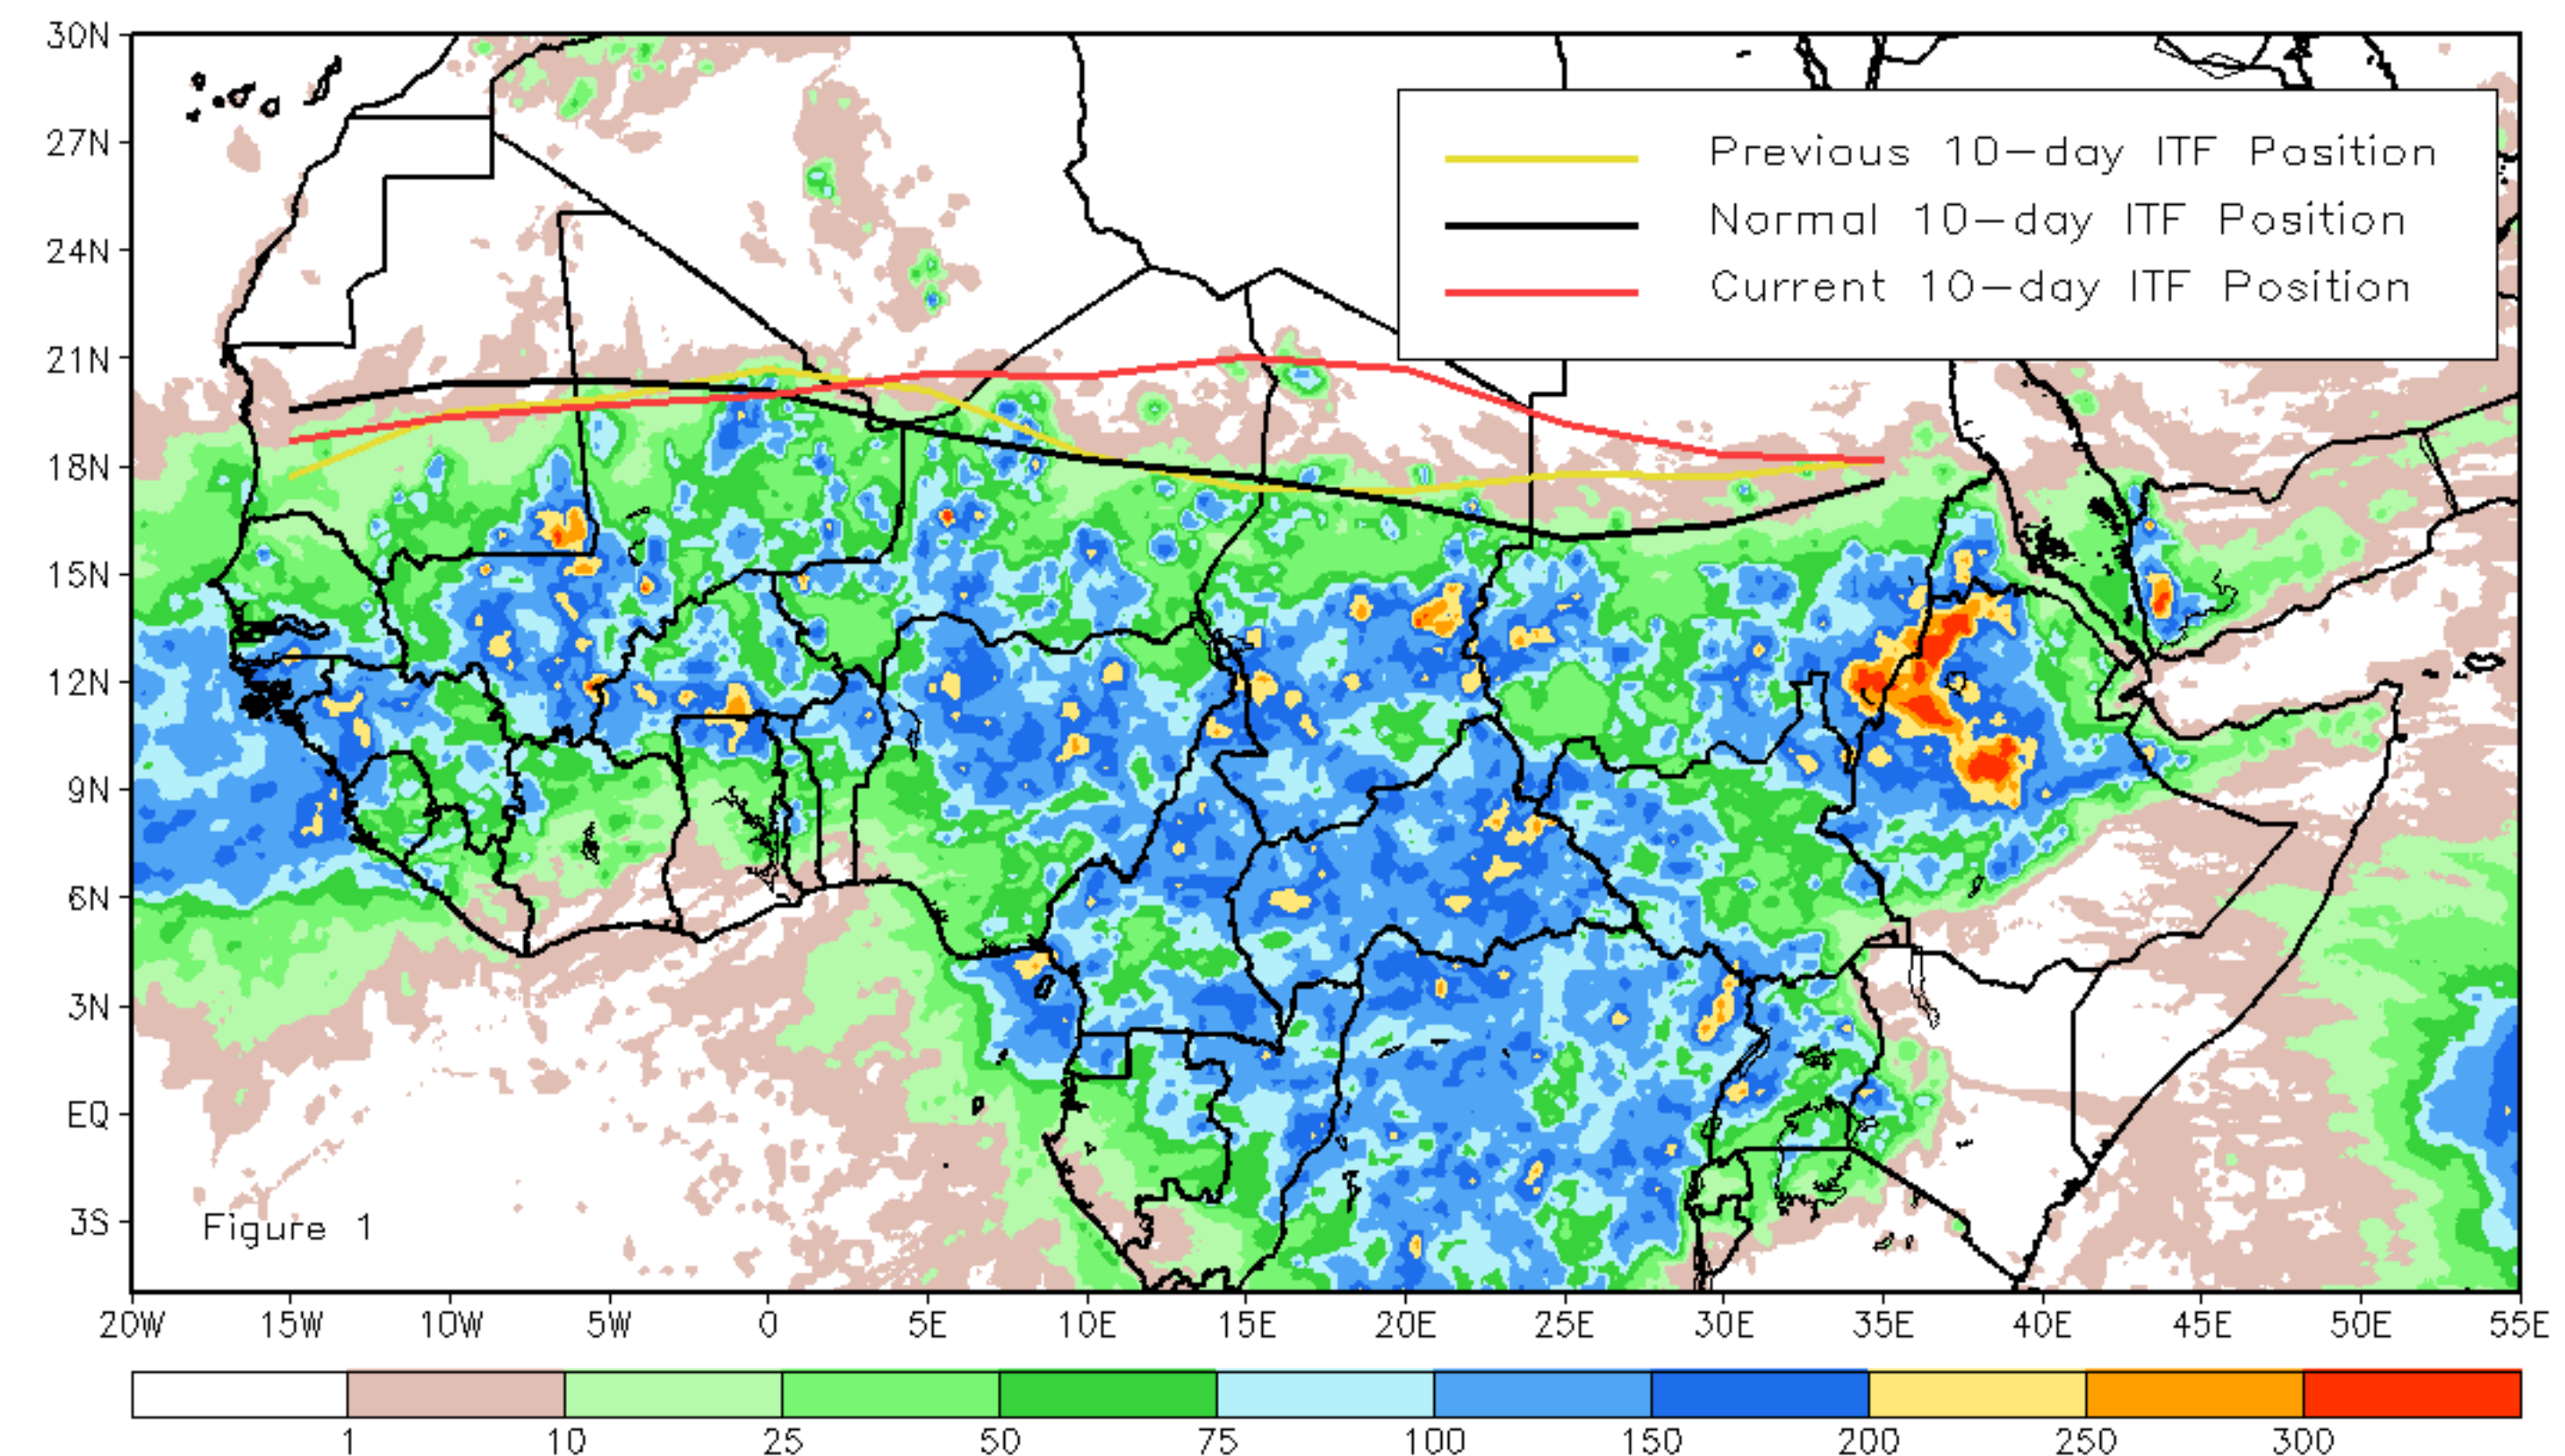 30N
27N
24N
21N
18N
15N
12N
9N
6N
3N
EQ
3S
Previous 10-day ITF Position
Normal 10-day ITF Position
Current 10-day ITF Position
Figure 1
20W 15W 10W 5W 0 5E 10E 15E 20E 25E 30E 35E 40E 45E 50E 55E
1 10 25 50 75 100 150 200 250 300